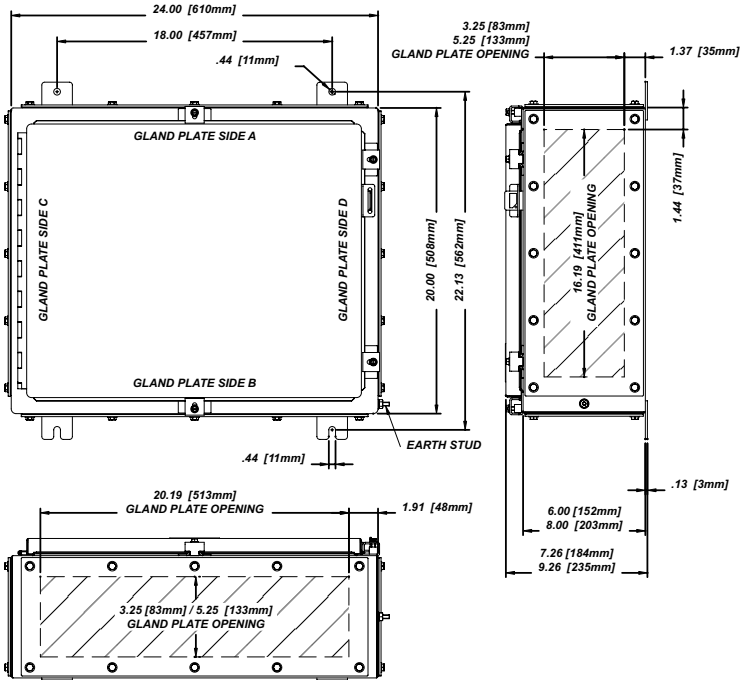 24.00 [610mm]
18.00 [457mm]
.44 [11mm]
3.25 [83mm]
5.25 [133mm]
GLAND PLATE OPENING
1.37 [35mm]
GLAND PLATE SIDE A
GLAND PLATE SIDE C
GLAND PLATE SIDE D
GLAND PLATE SIDE B
20.00 [508mm]
22.13 [562mm]
16.19 [411mm]
GLAND PLATE OPENING
1.44 [37mm]
EARTH STUD
.44 [11mm]
.13 [3mm]
6.00 [152mm]
8.00 [203mm]
7.26 [184mm]
9.26 [235mm]
20.19 [513mm]
GLAND PLATE OPENING
1.91 [48mm]
3.25 [83mm] / 5.25 [133mm]
GLAND PLATE OPENING